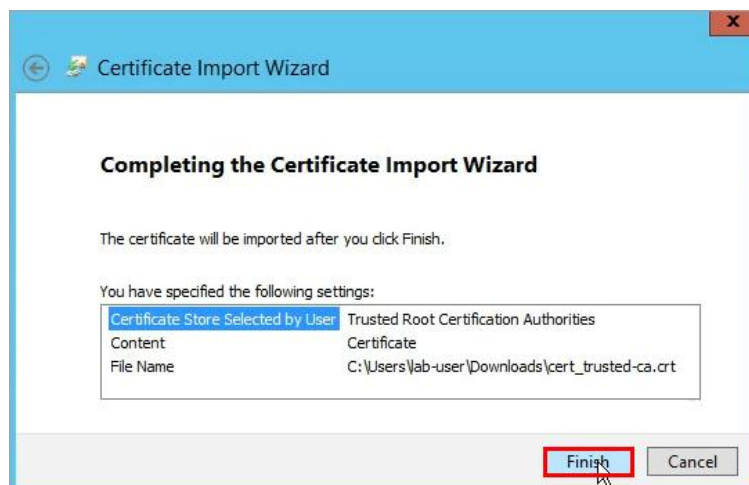 x
Certificate Import Wizard
Completing the Certificate Import Wizard
The certificate will be imported after you click Finish.
You have specified the following settings:
Certificate Store Selected by User Trusted Root Certification Authorities
Content Certificate
File Name C:\Users\lab-user\Downloads\cert_trusted-ca.crt
Finish Cancel